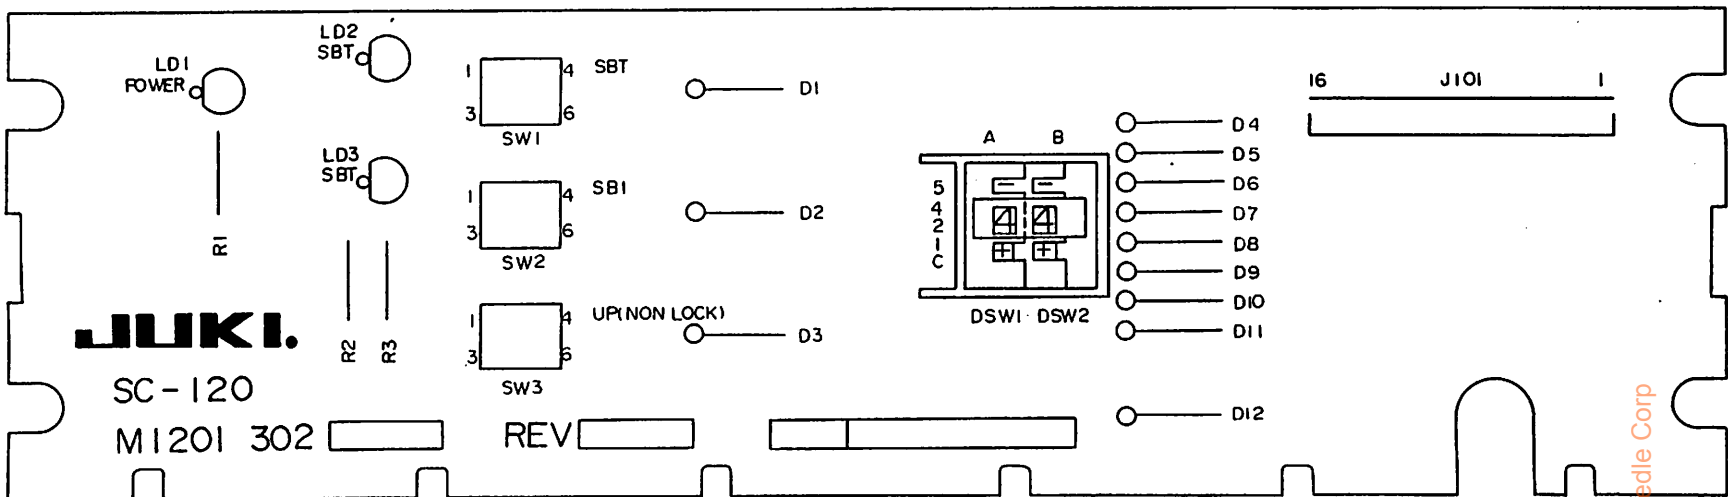 LD1
POWER
R1
LD2
SBT
LD3
SBT
R2
R3
1 4 SBT
3 6
SW1
1 4 SB1
3 6
SW2
1 4 UP(NON LOCK)
3 6
SW3
D1
D2
D3
A B
5
4
2
1
C
- -
4 4
+ +
DSW1 DSW2
D4
D5
D6
D7
D8
D9
D10
D11
D12
16 J101 1
JUKI.
SC-120
M1201 302
REV
edle Corp